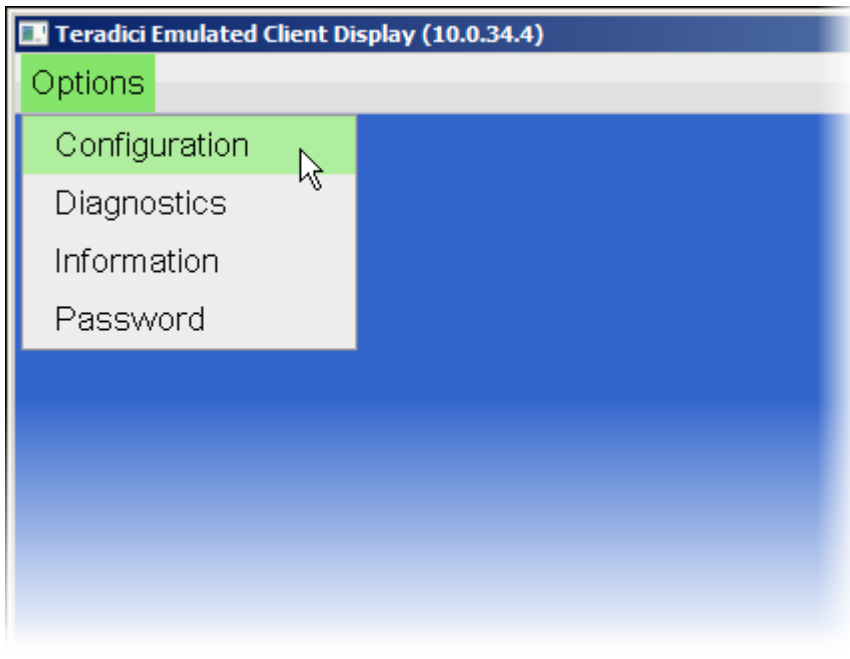 Teradici Emulated Client Display (10.0.34.4)
Options
Configuration
Diagnostics
Information
Password